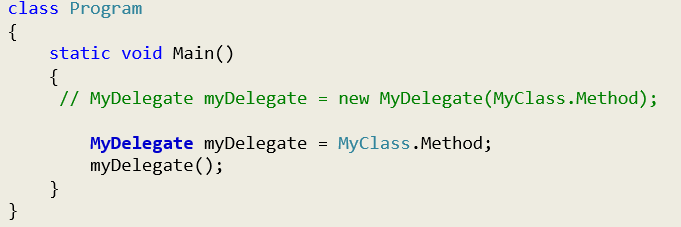 class Program
{
    static void Main()
    {
     // MyDelegate myDelegate = new MyDelegate(MyClass.Method);
        MyDelegate myDelegate = MyClass.Method;
        myDelegate();
    }
}